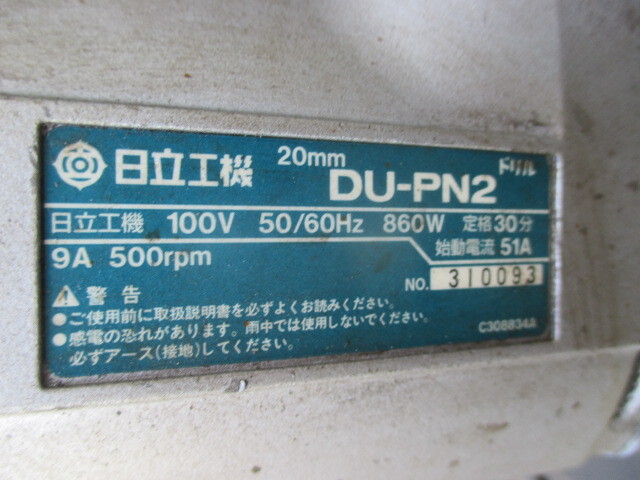 日立工機 20mm DU-PN2 ドリル
日立工機 100V 50/60Hz 860W 定格30分
9A 500rpm 始動電流 51A
NO. 310093
⚠警告
●ご使用前に取扱説明書を必ずよくお読みください。
●感電の恐れがあります。雨中では使用しないでください。
必ずアース(接地)してください。
C308834A